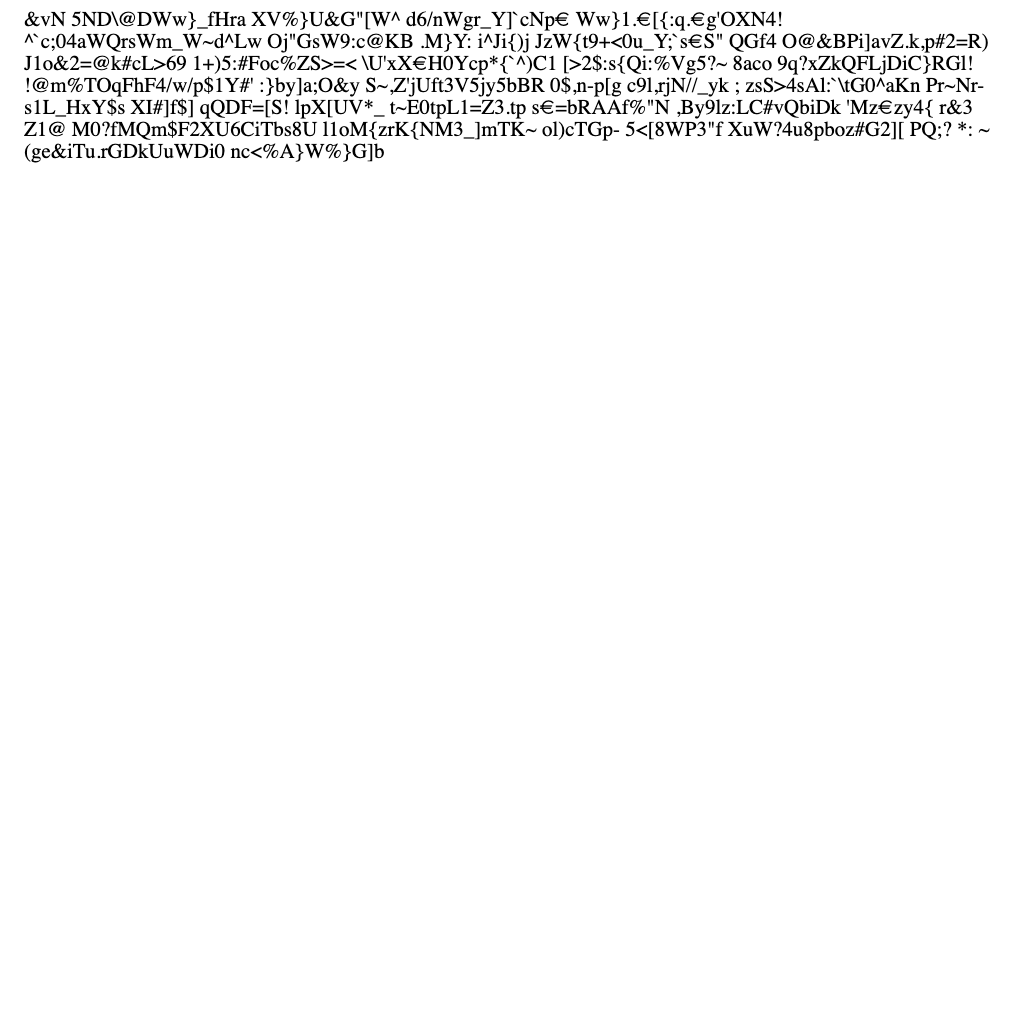 &vN 5ND\@DWw}_fHra XV%}U&G"[W^ d6/nWgr_Y]`cNp€ Ww}1.€[{:q.€g'OXN4!
^`c;04aWQrsWm_W~d^Lw Oj"GsW9:c@KB .M}Y: i^Ji{)j JzW{t9+<0u_Y;`s€S" QGf4 O@&BPi]avZ.k,p#2=R)
J1o&2=@k#cL>69 1+)5:#Foc%ZS>=< \U'xX€H0Ycp*{`^)C1 [>2$:s{Qi:%Vg5?~ 8aco 9q?xZkQFLjDiC}RGl!
!@m%TOqFhF4/w/p$1Y#' :}by]a;O&y S~,Z'jUft3V5jy5bBR 0$,n-p[g c9l,rjN//_yk ; zsS>4sAl:`\tG0^aKn Pr~Nr-
s1L_HxY$s XI#]f$] qQDF=[S! lpX[UV*_ t~E0tpL1=Z3.tp s€=bRAAf%"N ,By9lz:LC#vQbiDk 'Mz€zy4{ r&3
Z1@ M0?fMQm$F2XU6CiTbs8U l1oM{zrK{NM3_]mTK~ ol)cTGp- 5<[8WP3"f XuW?4u8pboz#G2][ PQ;? *: ~
(ge&iTu.rGDkUuWDi0 nc<%A}W%}G]b